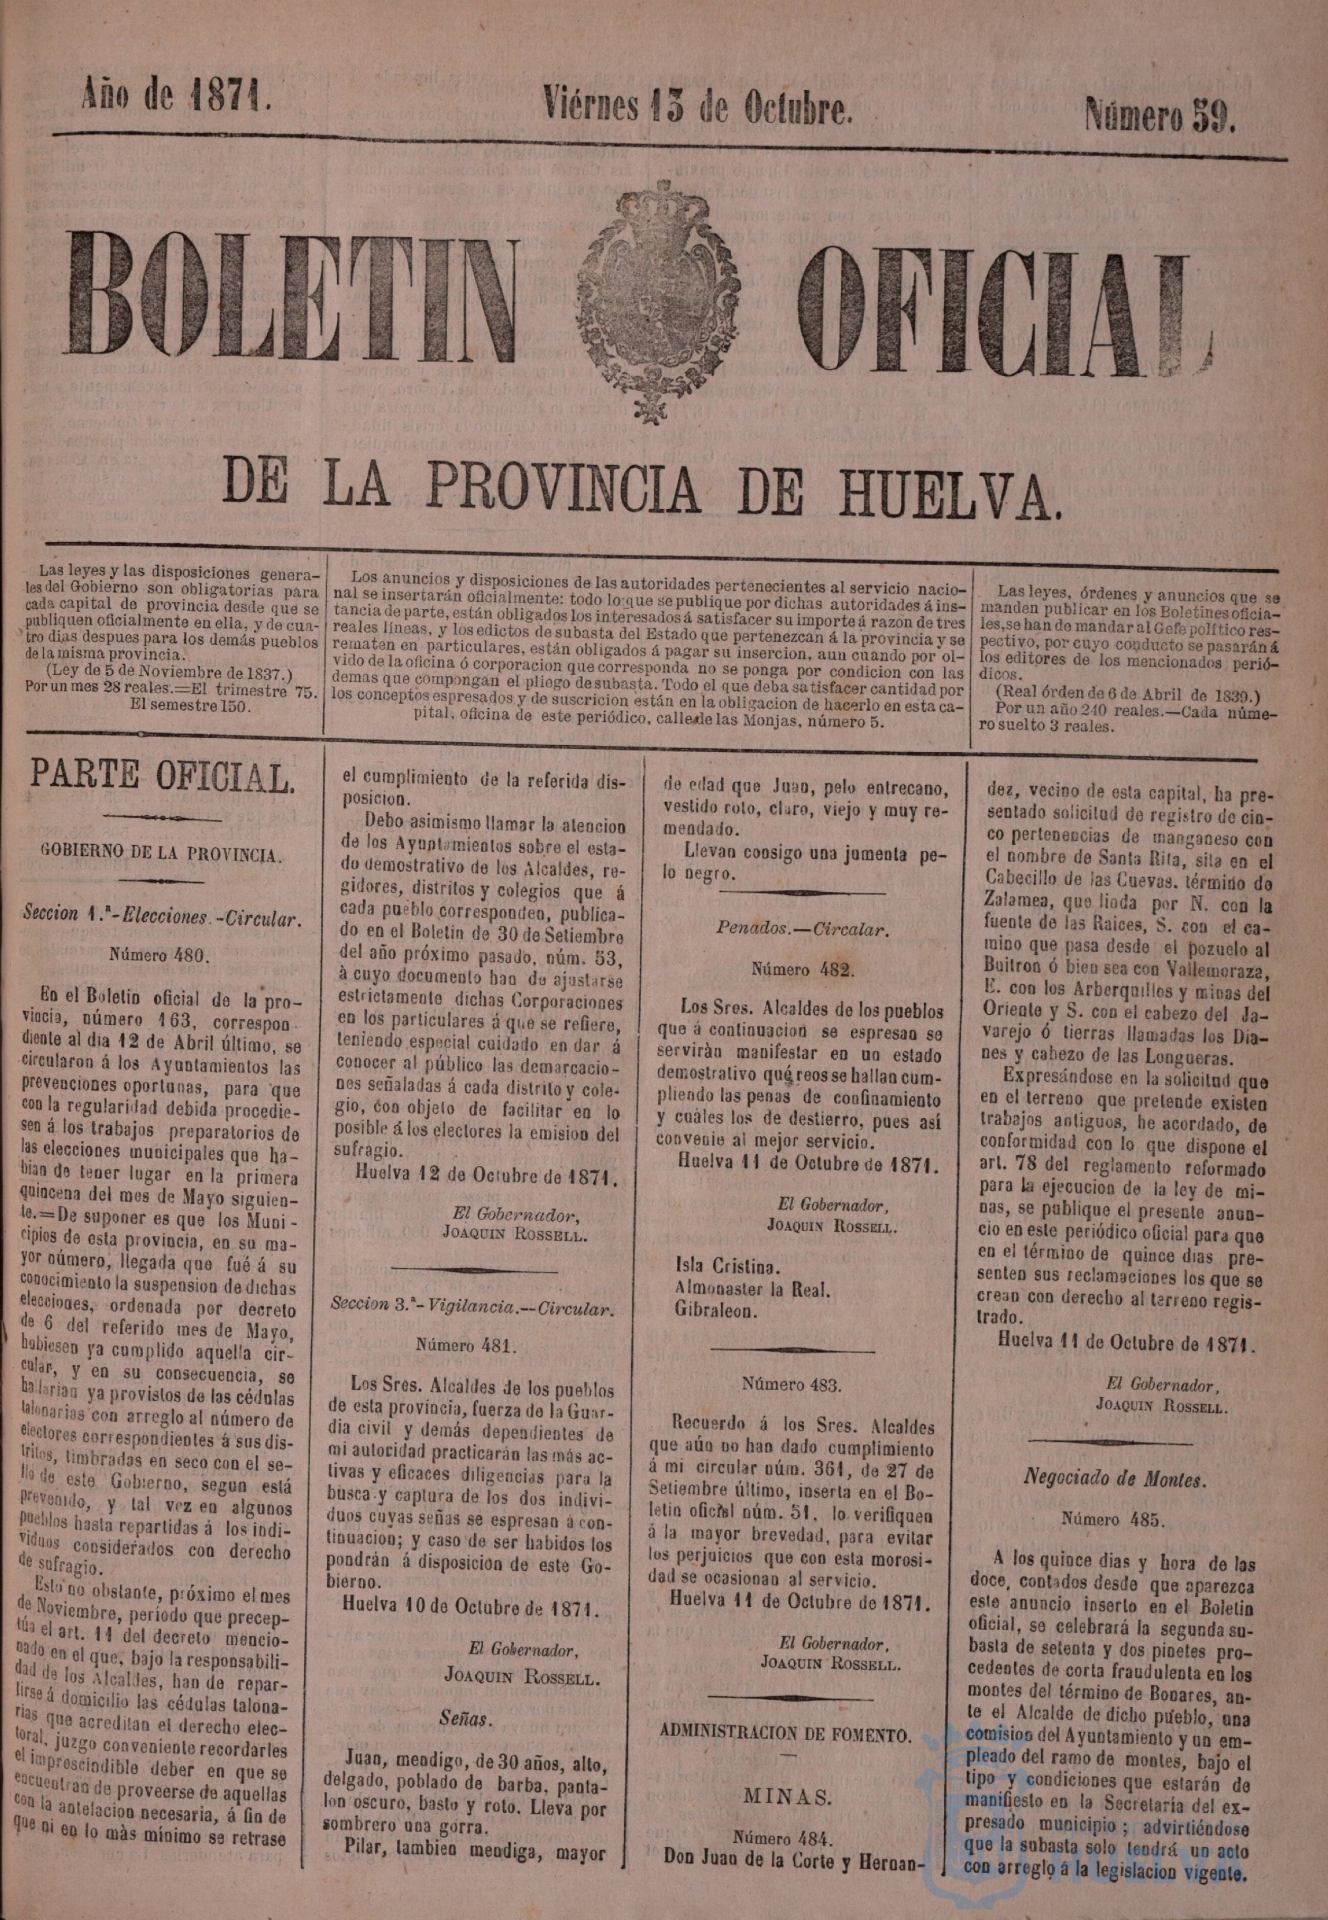 Año de 1871.
Viérnes 13 de Octubre.
Número 59.
BOLETIN OFICIAL
DE LA PROVINCIA DE HUELVA.
Las leyes y las disposiciones genera-
les del Gobierno son obligatorias para
cada capital de provincia desde que se
publiquen oficialmente en ella, y de cua-
tro dias despues para los demás pueblos
de la misma provincia.
(Ley de 5 de Noviembre de 1837.)
Por un mes 28 reales.=El trimestre 75.
El semestre 150.
Los anuncios y disposiciones de las autoridades pertenecientes al servicio nacio-
nal se insertarán oficialmente: todo lo que se publique por dichas autoridades á ins-
tancia de parte, están obligados los interesados á satisfacer su importe á razon de tres
reales líneas, y los edictos de subasta del Estado que pertenezcan á la provincia y se
rematen en particulares, están obligados á pagar su insercion, aun cuando por ol-
vido de la oficina ó corporacion que corresponda no se ponga por condicion con las
demas que compongan el pliego de subasta. Todo el que deba satisfacer cantidad por
los conceptos espresados y de suscricion están en la obligacion de hacerlo en esta ca-
pital, oficina de este periódico, calle de las Monjas, número 5.
Las leyes, órdenes y anuncios que se
manden publicar en los Boletines oficia-
les, se han de mandar al Gefe político res-
pectivo, por cuyo conducto se pasarán á
los editores de los mencionados perió-
dicos.
(Real órden de 6 de Abril de 1839.)
Por un año 240 reales.—Cada núme-
ro suelto 3 reales.
PARTE OFICIAL.
GOBIERNO DE LA PROVINCIA.
Seccion 1.ª-Elecciones.-Circular.
Número 480.
En el Boletin oficial de la pro-
vincia, número 163, correspon
diente al dia 12 de Abril último, se
circularon á los Ayuntamientos las
prevenciones oportunas, para que
con la regularidad debida procedie-
sen á los trabajos preparatorios de
las elecciones municipales que ha-
bian de tener lugar en la primera
quincena del mes de Mayo siguien-
te.=De suponer es que los Muni-
cipios de esta provincia, en su ma-
yor número, llegada que fué á su
conocimiento la suspension de dichas
elecciones, ordenada por decreto
de 6 del referido mes de Mayo,
hubiesen ya cumplido aquella cir-
cular, y en su consecuencia, se
hallarian ya provistos de las cédulas
talonarias con arreglo al número de
electores correspondientes á sus dis-
tritos, timbradas en seco con el se-
llo de este Gobierno, segun está
prevenido, y tal vez en algunos
pueblos hasta repartidas á los indi-
viduos considerados con derecho
de sufragio.
Esto no obstante, próximo el mes
de Noviembre, periodo que precep-
túa el art. 11 del decreto mencio-
nado en el que, bajo la responsabili-
dad de los Alcaldes, han de repar-
tirse á domicilio las cédulas talona-
rias que acreditan el derecho elec-
toral, juzgo conveniente recordarles
el imprescindible deber en que se
encuentran de proveerse de aquellas
con la antelacion necesaria, á fin de
que ni en lo màs mínimo se retrase
el cumplimiento de la referida dis-
posicion.
Debo asimismo llamar la atencion
de los Ayuntamientos sobre el esta-
do demostrativo de los Alcaldes, re-
gidores, distritos y colegios que á
cada pueblo corresponden, publica-
do en el Boletin de 30 de Setiembre
del año próximo pasado, núm. 53,
à cuyo documento han de ajustarse
estrictamente dichas Corporaciones
en los particulares á que se refiere,
teniendo especial cuidado en dar á
conocer al público las demarcacio-
nes señaladas á cada distrito y cole-
gio, con objeto de facilitar en lo
posible á los electores la emision del
sufragio.
Huelva 12 de Octubre de 1871.
El Gobernador,
JOAQUIN ROSSELL.
Seccion 3.ª- Vigilancia.--Circular.
Número 481.
Los Sres. Alcaldes de los pueblos
de esta provincia, fuerza de la Guar-
dia civil y demás dependientes de
mi autoridad practicarán las más ac-
tivas y eficaces diligencias para la
busca y captura de los dos indivi-
duos cuyas señas se espresan á con-
tinuacion; y caso de ser habidos los
pondrán á disposicion de este Go-
bierno.
Huelva 10 de Octubre de 1871.
El Gobernador,
JOAQUIN ROSSELL.
Señas.
Juan, mendigo, de 30 años, alto,
delgado, poblado de barba, panta-
lon oscuro, basto y roto. Lleva por
sombrero una gorra.
Pilar, tambien mendiga, mayor
de edad que Juan, pelo entrecano,
vestido roto, claro, viejo y muy re-
mendado.
Llevan consigo una jumenta pe-
lo negro.
Penados.—Circalar.
Número 482.
Los Sres. Alcaldes de los pueblos
que á continuacion se espresan se
servirán manifestar en un estado
demostrativo qué reos se hallan cum-
pliendo las penas de confinamiento
y cuáles los de destierro, pues así
conviene al mejor servicio.
Huelva 11 de Octubre de 1871.
El Gobernador,
JOAQUIN ROSSELL.
Isla Cristina.
Almonaster la Real.
Gibraleon.
Número 483.
Recuerdo á los Sres. Alcaldes
que aún no han dado cumplimiento
á mi circular núm. 361, de 27 de
Setiembre último, inserta en el Bo-
letin oficial núm. 51, lo verifiquen
á la mayor brevedad, para evitar
los perjuicios que con esta morosi-
dad se ocasionan al servicio.
Huelva 11 de Octubre de 1871.
El Gobernador,
JOAQUIN ROSSELL.
ADMINISTRACION DE FOMENTO.
MINAS.
Número 484.
Don Juan de la Corte y Hernan-
dez, vecino de esta capital, ha pre-
sentado solicitud de registro de cin-
co pertenencias de manganeso con
el nombre de Santa Rita, sita en el
Cabecillo de las Cuevas, término de
Zalamea, que linda por N. con la
fuente de las Raices, S. con el ca-
mino que pasa desde el pozuelo al
Buitron ó bien sea con Vallemoraza,
E. con los Arberquillos y minas del
Oriente y S. con el cabezo del Ja-
varejo ó tierras llamadas los Dia-
nes y cabezo de las Longueras.
Expresándose en la solicitud que
en el terreno que pretende existen
trabajos antiguos, he acordado, de
conformidad con lo que dispone el
art. 78 del reglamento reformado
para la ejecucion de la ley de mi-
nas, se publique el presente anun-
cio en este periódico oficial para que
en el término de quince dias pre-
senten sus reclamaciones los que se
crean con derecho al terreno regis-
trado.
Huelva 11 de Octubre de 1871.
El Gobernador,
JOAQUIN ROSSELL.
Negociado de Montes.
Número 485.
A los quince dias y hora de las
doce, contados desde que aparezca
este anuncio inserto en el Boletin
oficial, se celebrará la segunda su-
basta de setenta y dos pinetes pro-
cedentes de corta fraudulenta en los
montes del término de Bonares, an-
te el Alcalde de dicho pueblo, una
comision del Ayuntamiento y un em-
pleado del ramo de montes, bajo el
tipo y condiciones que estarán de
manifiesto en la Secretaría del ex-
presado municipio; advirtiéndose
que la subasta solo tendrá un acto
con arreglo á la legislacion vigente.